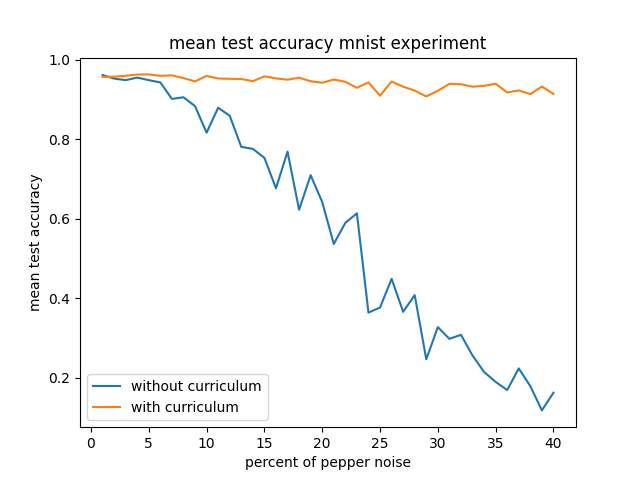 mean test accuracy mnist experiment
1.0
0.8
0.6
0.4
0.2
mean test accuracy
without curriculum
with curriculum
0 5 10 15 20 25 30 35 40
percent of pepper noise